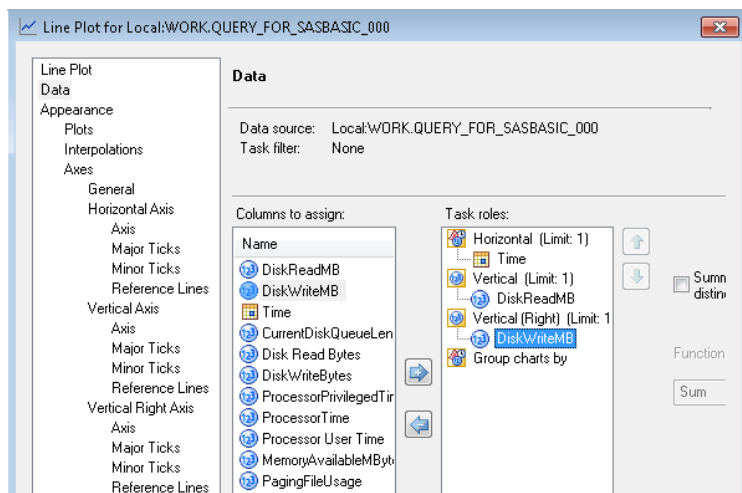 Line Plot for Local:WORK.QUERY_FOR_SASBASIC_000
Line Plot
Data
Appearance
Plots
Interpolations
Axes
General
Horizontal Axis
Axis
Major Ticks
Minor Ticks
Reference Lines
Vertical Axis
Axis
Major Ticks
Minor Ticks
Reference Lines
Vertical Right Axis
Axis
Major Ticks
Minor Ticks
Reference Lines
Data
Data source: Local:WORK.QUERY_FOR_SASBASIC_000
Task filter: None
Columns to assign:
Name
DiskReadMB
DiskWriteMB
Time
CurrentDiskQueueLen
Disk Read Bytes
DiskWriteBytes
ProcessorPrivilegedTir
ProcessorTime
Processor User Time
MemoryAvailableMByt
PagingFileUsage
Task roles:
Horizontal (Limit: 1)
Time
Vertical (Limit: 1)
DiskReadMB
Vertical (Right) (Limit: 1
DiskWriteMB
Group charts by
Summ
distin
Function
Sum